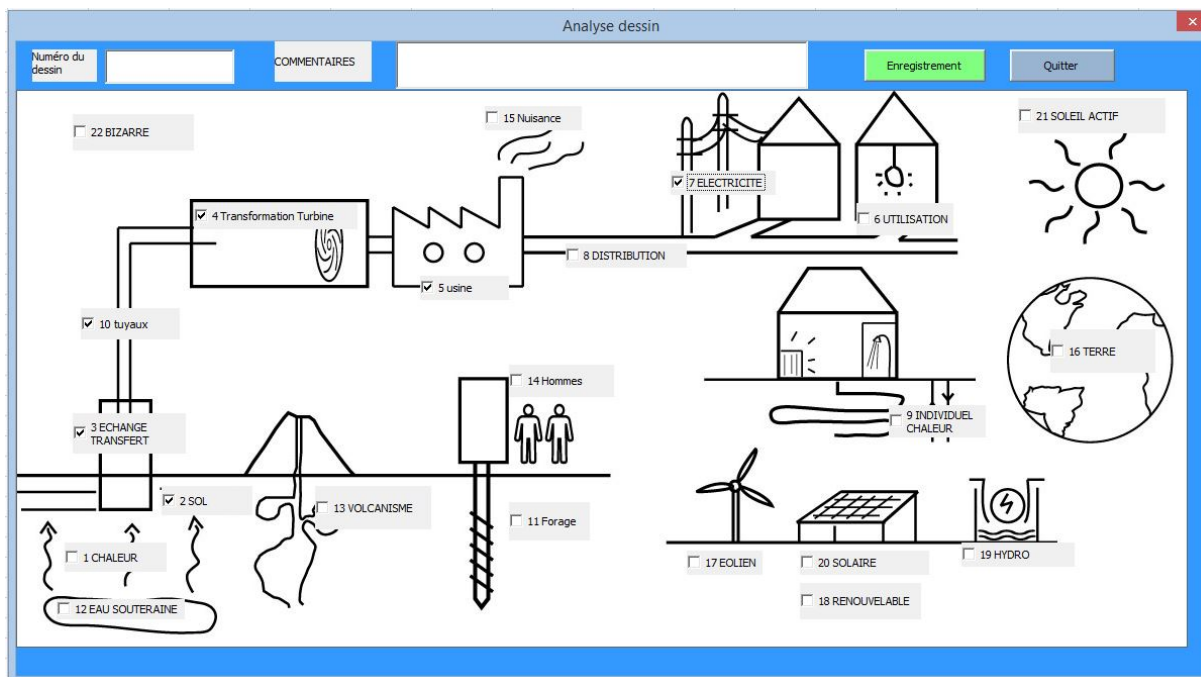 Analyse dessin
Numéro du
dessin
COMMENTAIRES
Enregistrement
Quitter
22 BIZARRE
15 Nuisance
21 SOLEIL ACTIF
7 ELECTRICITE
4 Transformation Turbine
6 UTILISATION
8 DISTRIBUTION
5 usine
10 tuyaux
16 TERRE
14 Hommes
9 INDIVIDUEL
CHALEUR
3 ECHANGE
TRANSFERT
2 SOL
13 VOLCANISME
11 Forage
1 CHALEUR
17 EOLIEN
20 SOLAIRE
19 HYDRO
12 EAU SOUTERAINE
18 RENOUVELABLE